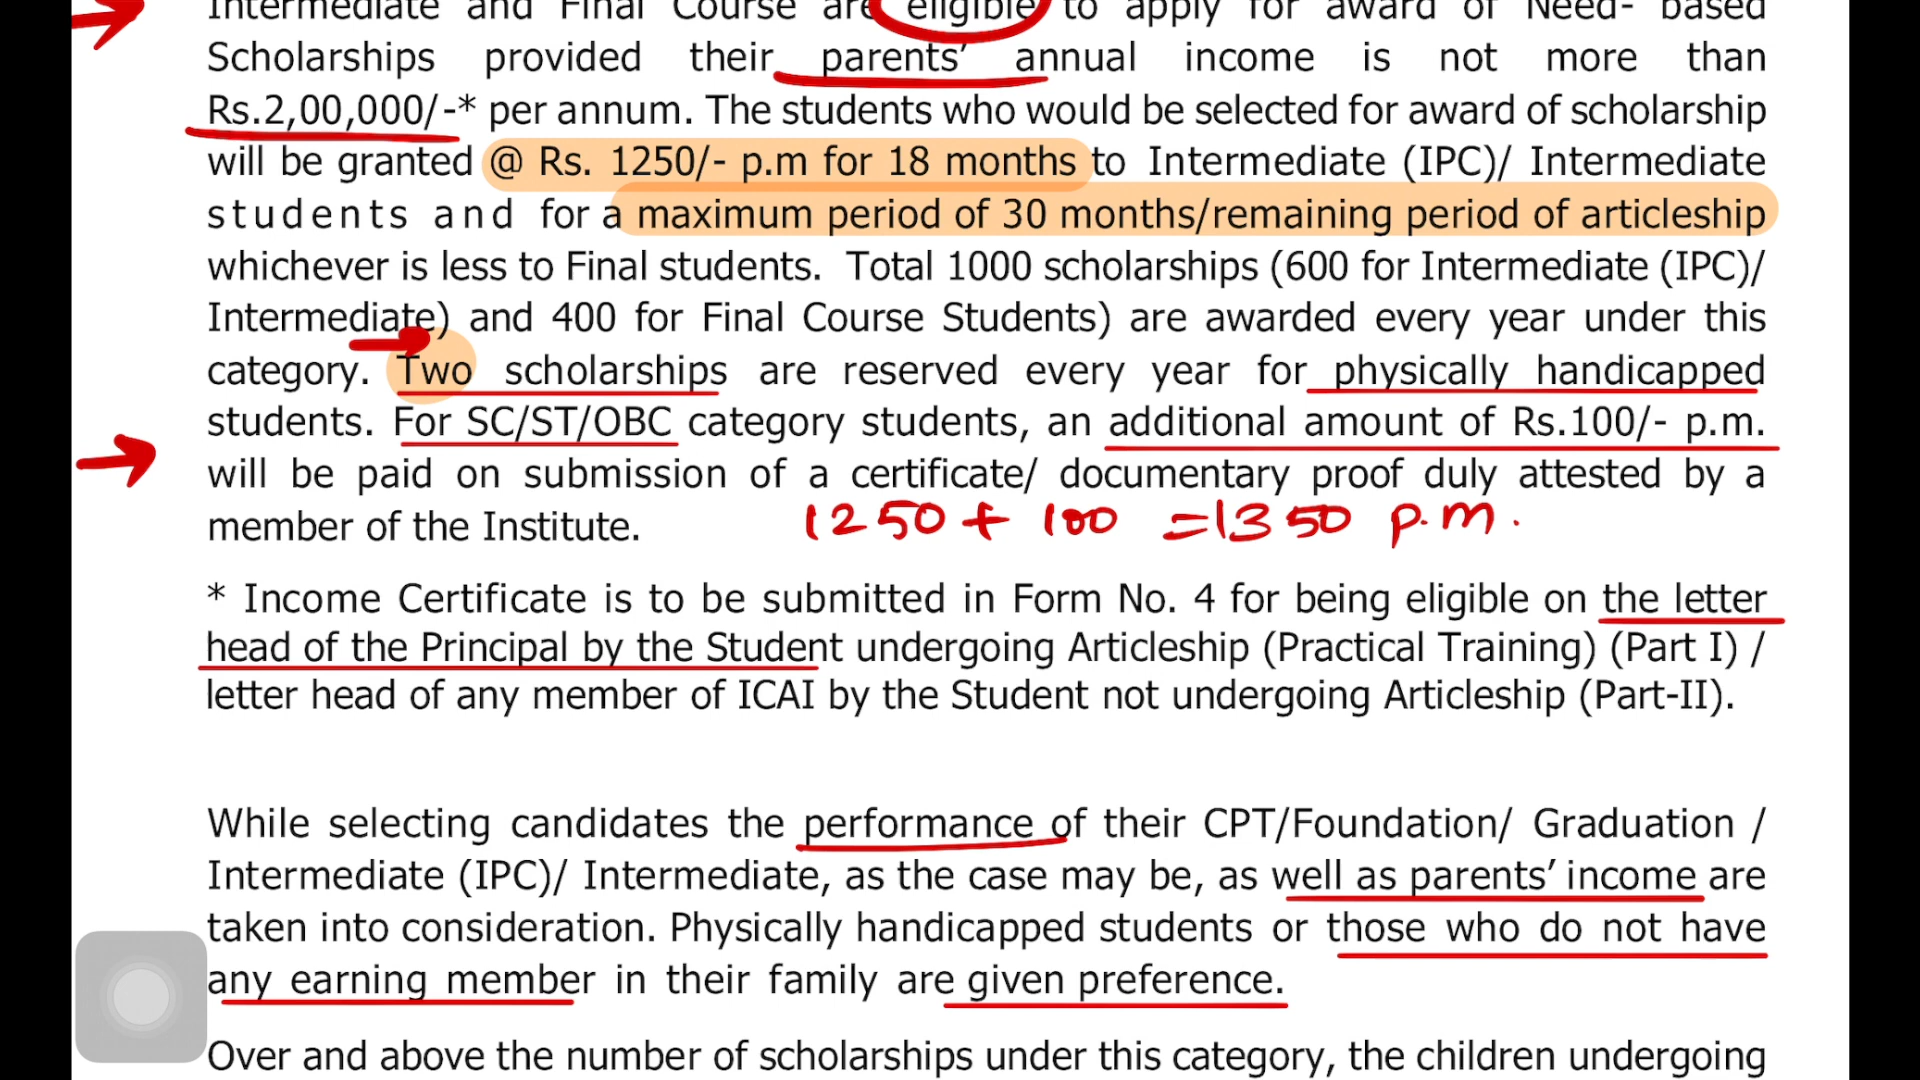 Intermediate and Final Course are eligible to apply for award of Need- based
Scholarships provided their parents’ annual income is not more than
Rs.2,00,000/-* per annum. The students who would be selected for award of scholarship
will be granted @ Rs. 1250/- p.m for 18 months to Intermediate (IPC)/ Intermediate
students and for a maximum period of 30 months/remaining period of articleship
whichever is less to Final students. Total 1000 scholarships (600 for Intermediate (IPC)/
Intermediate) and 400 for Final Course Students) are awarded every year under this
category. Two scholarships are reserved every year for physically handicapped
students. For SC/ST/OBC category students, an additional amount of Rs.100/- p.m.
will be paid on submission of a certificate/ documentary proof duly attested by a
member of the Institute.
1250 + 100 = 1350 p.m.
* Income Certificate is to be submitted in Form No. 4 for being eligible on the letter
head of the Principal by the Student undergoing Articleship (Practical Training) (Part I) /
letter head of any member of ICAI by the Student not undergoing Articleship (Part-II).
While selecting candidates the performance of their CPT/Foundation/ Graduation /
Intermediate (IPC)/ Intermediate, as the case may be, as well as parents’ income are
taken into consideration. Physically handicapped students or those who do not have
any earning member in their family are given preference.
Over and above the number of scholarships under this category, the children undergoing